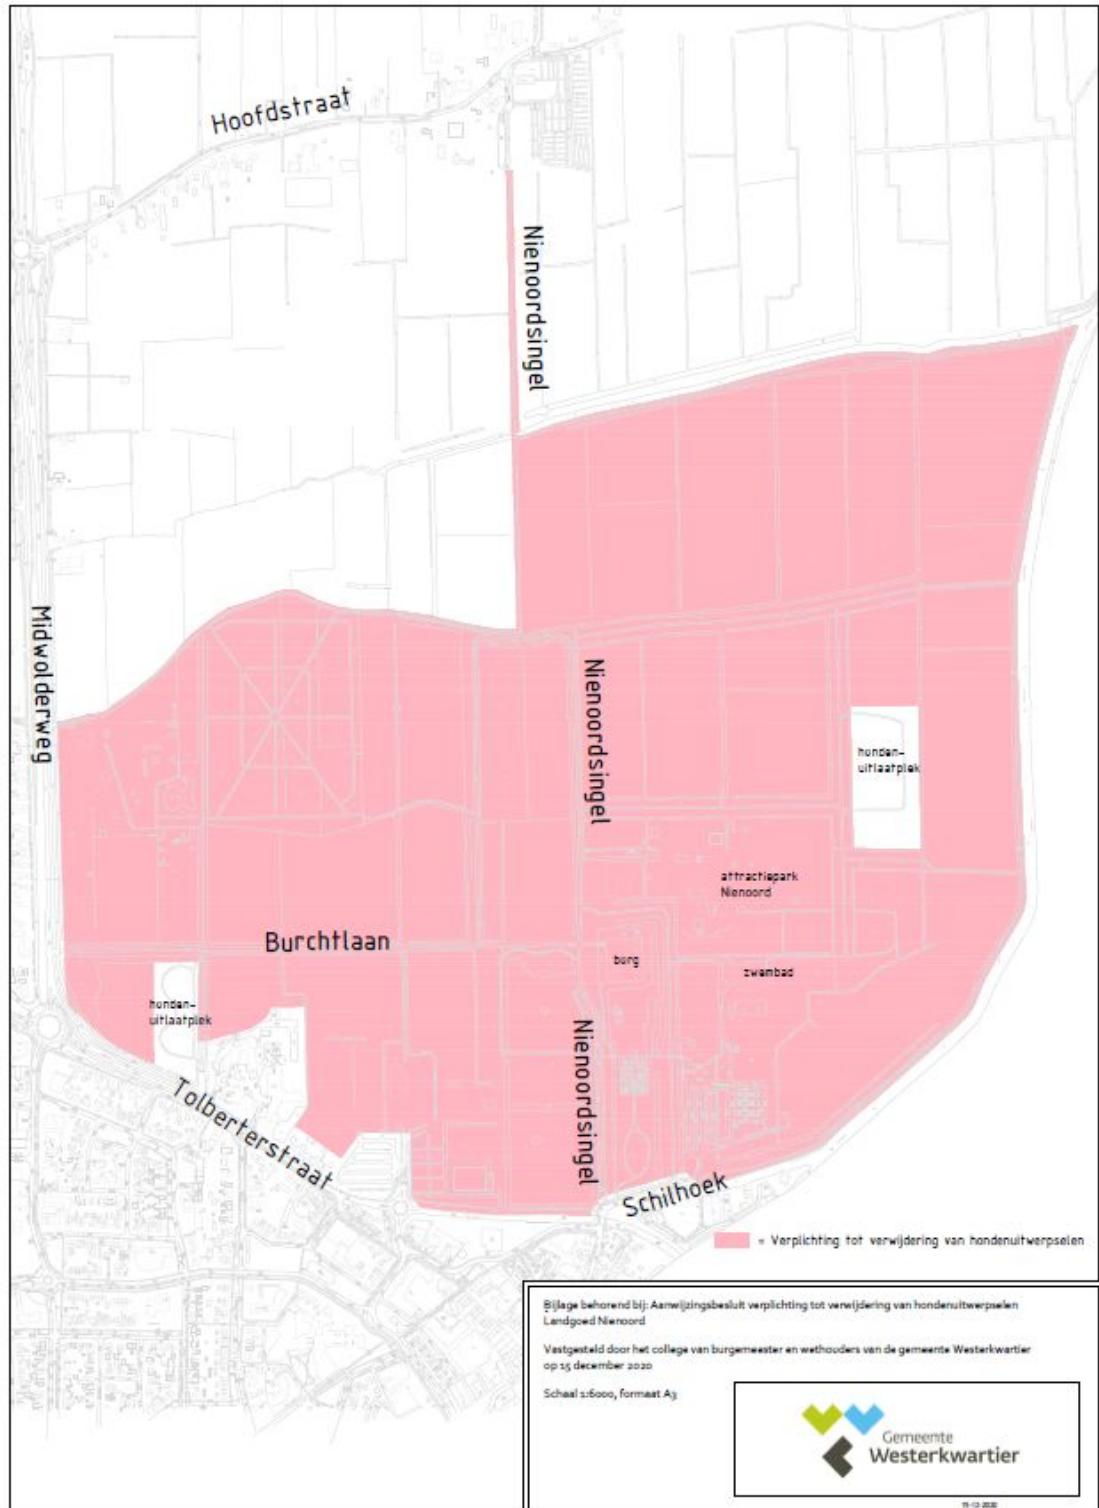 Hoofdstraat
Nienoordsingel
Midwolderweg
Nienoordsingel
honden-
uitlaatplek
attractiepark
Nienoord
Burchtlaan
burg
zwembad
honden-
uitlaatplek
Nienoordsingel
Tolberterstraat
Schilhoek
= Verplichting tot verwijdering van hondenuitwerpselen
Bijlage behorend bij: Aanwijzingsbesluit verplichting tot verwijdering van hondenuitwerpselen
Landgoed Nienoord
Vastgesteld door het college van burgemeester en wethouders van de gemeente Westerkwartier
op 15 december 2020
Schaal 1:6000, formaat A3
Gemeente
Westerkwartier